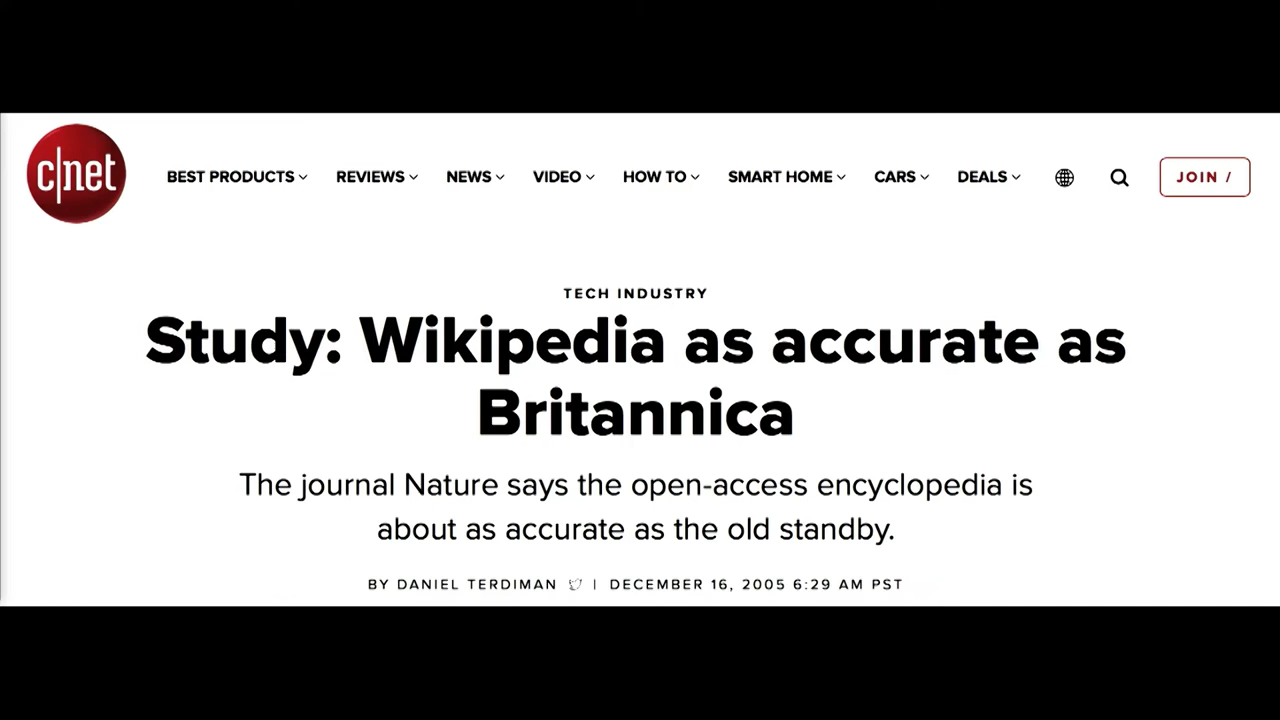 c|net
BEST PRODUCTS REVIEWS NEWS VIDEO HOW TO SMART HOME CARS DEALS JOIN /
TECH INDUSTRY
Study: Wikipedia as accurate as
Britannica
The journal Nature says the open-access encyclopedia is
about as accurate as the old standby.
BY DANIEL TERDIMAN | DECEMBER 16, 2005 6:29 AM PST